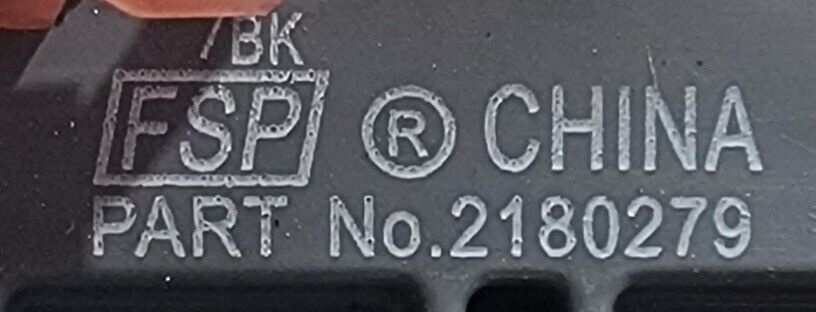 /BK
FSP ® CHINA
PART No.2180279